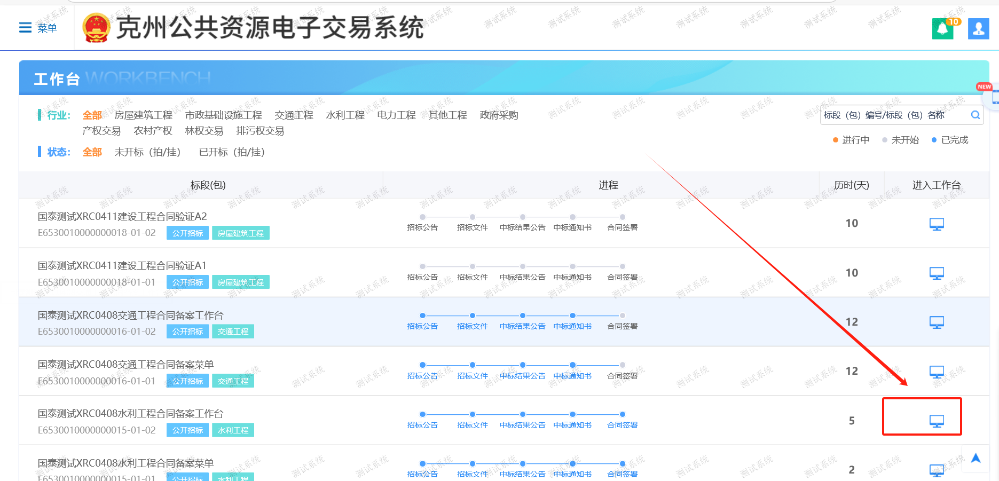 菜单
克州公共资源电子交易系统
10
工作台 WORKBENCH
NEW
行业： 全部 房屋建筑工程 市政基础设施工程 交通工程 水利工程 电力工程 其他工程 政府采购
产权交易 农村产权 林权交易 排污权交易
标段（包）编号/标段（包）名称
进行中 未开始 已完成
状态： 全部 未开标（拍/挂） 已开标（拍/挂）
标段(包) 进程 历时(天) 进入工作台
国泰测试XRC0411建设工程合同验证A2
E6530010000000018-01-02 公开招标 房屋建筑工程
招标公告 招标文件 中标结果公告 中标通知书 合同签署
10
国泰测试XRC0411建设工程合同验证A1
E6530010000000018-01-01 公开招标 房屋建筑工程
招标公告 招标文件 中标结果公告 中标通知书 合同签署
10
国泰测试XRC0408交通工程合同备案工作台
E6530010000000016-01-02 公开招标 交通工程
招标公告 招标文件 中标结果公告 中标通知书 合同签署
12
国泰测试XRC0408交通工程合同备案菜单
E6530010000000016-01-01 公开招标 交通工程
招标公告 招标文件 中标结果公告 中标通知书 合同签署
12
国泰测试XRC0408水利工程合同备案工作台
E6530010000000015-01-02 公开招标 水利工程
招标公告 招标文件 中标结果公告 中标通知书 合同签署
5
国泰测试XRC0408水利工程合同备案菜单
E6530010000000015-01-01 公开招标 水利工程
招标公告 招标文件 中标结果公告 中标通知书 合同签署
2
测试系统